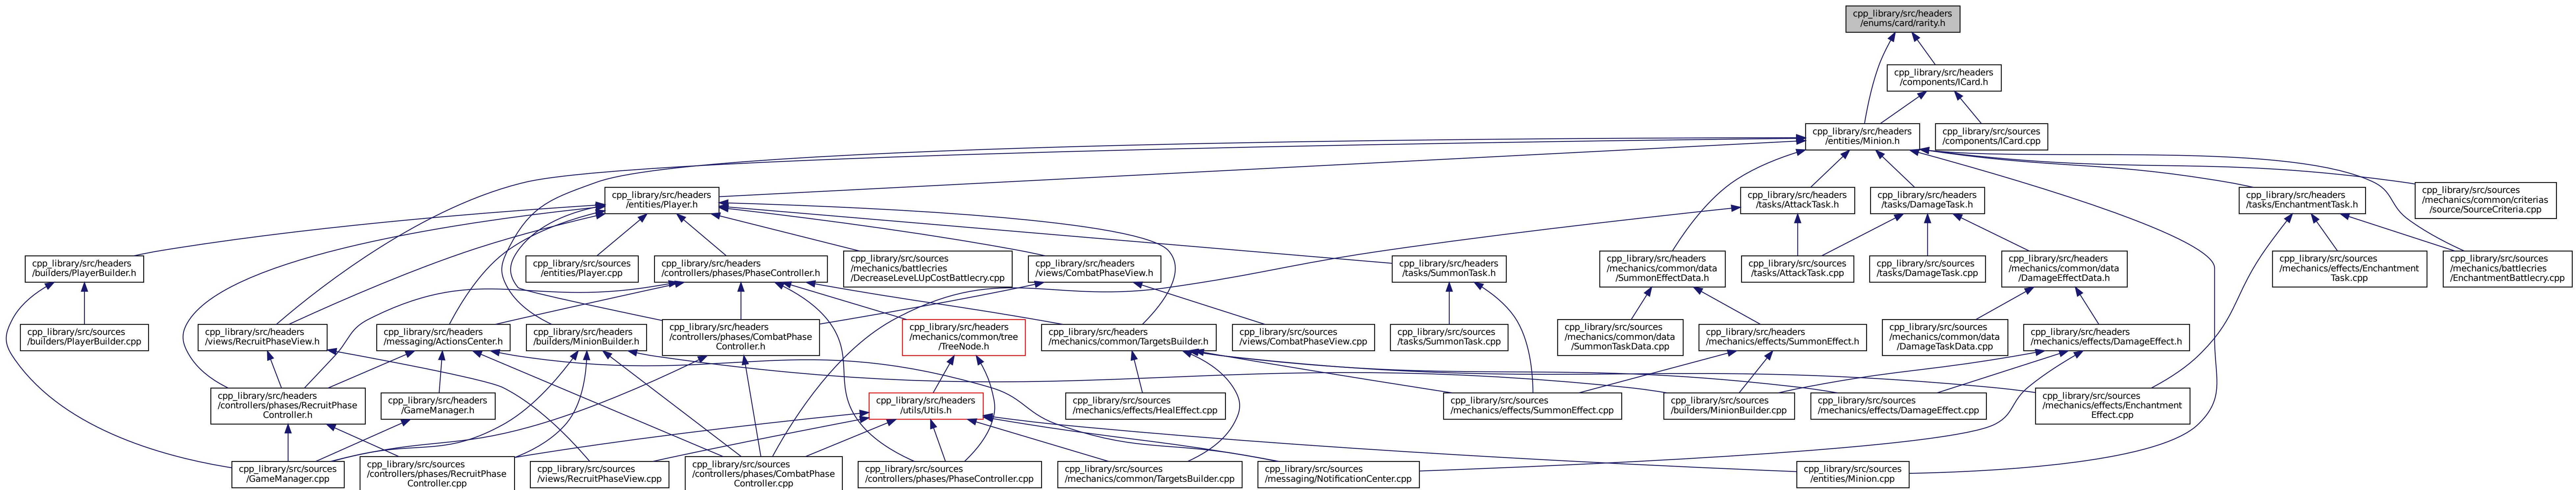 cpp_library/src/headers
/enums/card/rarity.h
cpp_library/src/headers
/components/ICard.h
cpp_library/src/headers
/entities/Minion.h
cpp_library/src/sources
/components/ICard.cpp
cpp_library/src/headers
/entities/Player.h
cpp_library/src/headers
/tasks/AttackTask.h
cpp_library/src/headers
/tasks/DamageTask.h
cpp_library/src/headers
/tasks/EnchantmentTask.h
cpp_library/src/sources
/mechanics/common/criterias
/source/SourceCriteria.cpp
cpp_library/src/headers
/builders/PlayerBuilder.h
cpp_library/src/sources
/entities/Player.cpp
cpp_library/src/headers
/controllers/phases/PhaseController.h
cpp_library/src/sources
/mechanics/battlecries
/DecreaseLeveLUpCostBattlecry.cpp
cpp_library/src/headers
/views/CombatPhaseView.h
cpp_library/src/headers
/tasks/SummonTask.h
cpp_library/src/headers
/mechanics/common/data
/SummonEffectData.h
cpp_library/src/sources
/tasks/AttackTask.cpp
cpp_library/src/sources
/tasks/DamageTask.cpp
cpp_library/src/headers
/mechanics/common/data
/DamageEffectData.h
cpp_library/src/sources
/mechanics/effects/Enchantment
Task.cpp
cpp_library/src/sources
/mechanics/battlecries
/EnchantmentBattlecry.cpp
cpp_library/src/sources
/builders/PlayerBuilder.cpp
cpp_library/src/headers
/views/RecruitPhaseView.h
cpp_library/src/headers
/messaging/ActionsCenter.h
cpp_library/src/headers
/builders/MinionBuilder.h
cpp_library/src/headers
/controllers/phases/CombatPhase
Controller.h
cpp_library/src/headers
/mechanics/common/tree
/TreeNode.h
cpp_library/src/headers
/mechanics/common/TargetsBuilder.h
cpp_library/src/sources
/views/CombatPhaseView.cpp
cpp_library/src/sources
/tasks/SummonTask.cpp
cpp_library/src/sources
/mechanics/common/data
/SummonTaskData.cpp
cpp_library/src/headers
/mechanics/effects/SummonEffect.h
cpp_library/src/sources
/mechanics/common/data
/DamageTaskData.cpp
cpp_library/src/headers
/mechanics/effects/DamageEffect.h
cpp_library/src/headers
/controllers/phases/RecruitPhase
Controller.h
cpp_library/src/headers
/GameManager.h
cpp_library/src/headers
/utils/Utils.h
cpp_library/src/sources
/mechanics/effects/HealEffect.cpp
cpp_library/src/sources
/mechanics/effects/SummonEffect.cpp
cpp_library/src/sources
/builders/MinionBuilder.cpp
cpp_library/src/sources
/mechanics/effects/DamageEffect.cpp
cpp_library/src/sources
/mechanics/effects/Enchantment
Effect.cpp
cpp_library/src/sources
/GameManager.cpp
cpp_library/src/sources
/controllers/phases/RecruitPhase
Controller.cpp
cpp_library/src/sources
/views/RecruitPhaseView.cpp
cpp_library/src/sources
/controllers/phases/CombatPhase
Controller.cpp
cpp_library/src/sources
/controllers/phases/PhaseController.cpp
cpp_library/src/sources
/mechanics/common/TargetsBuilder.cpp
cpp_library/src/sources
/messaging/NotificationCenter.cpp
cpp_library/src/sources
/entities/Minion.cpp